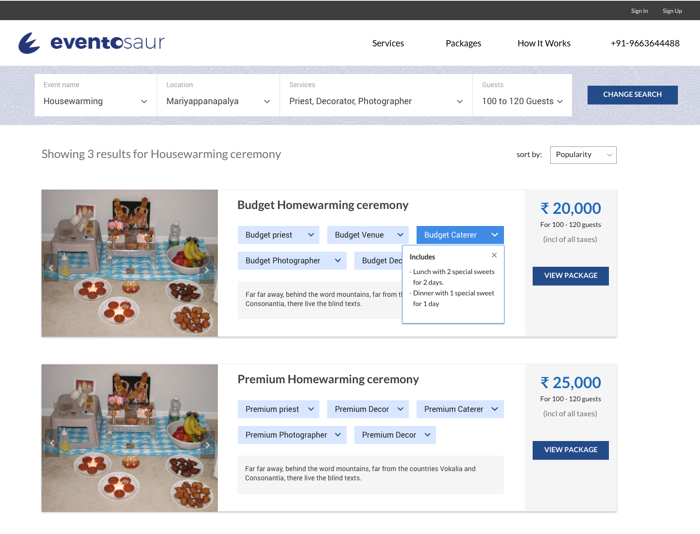 Sign In Sign Up
eventosaur
Services Packages How It Works +91-9663644488
Event name Location Services Guests
Housewarming Mariyappanapalya Priest, Decorator, Photographer 100 to 120 Guests
CHANGE SEARCH
Showing 3 results for Housewarming ceremony
sort by: Popularity
Budget Homewarming ceremony
Budget priest Budget Venue Budget Caterer
Budget Photographer Budget Dec
Includes
- Lunch with 2 special sweets
for 2 days.
- Dinner with 1 special sweet
for 1 day
Far far away, behind the word mountains, far from th
Consonantia, there live the blind texts.
₹ 20,000
For 100 - 120 guests
(incl of all taxes)
VIEW PACKAGE
Premium Homewarming ceremony
Premium priest Premium Decor Premium Caterer
Premium Photographer Premium Decor
Far far away, behind the word mountains, far from the countries Vokalia and
Consonantia, there live the blind texts.
₹ 25,000
For 100 - 120 guests
(incl of all taxes)
VIEW PACKAGE